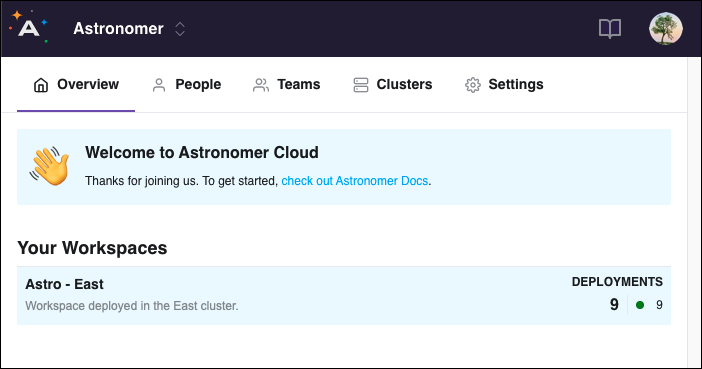 A Astronomer
Overview People Teams Clusters Settings
Welcome to Astronomer Cloud
Thanks for joining us. To get started, check out Astronomer Docs.
Your Workspaces
Astro - East DEPLOYMENTS
Workspace deployed in the East cluster. 9 9